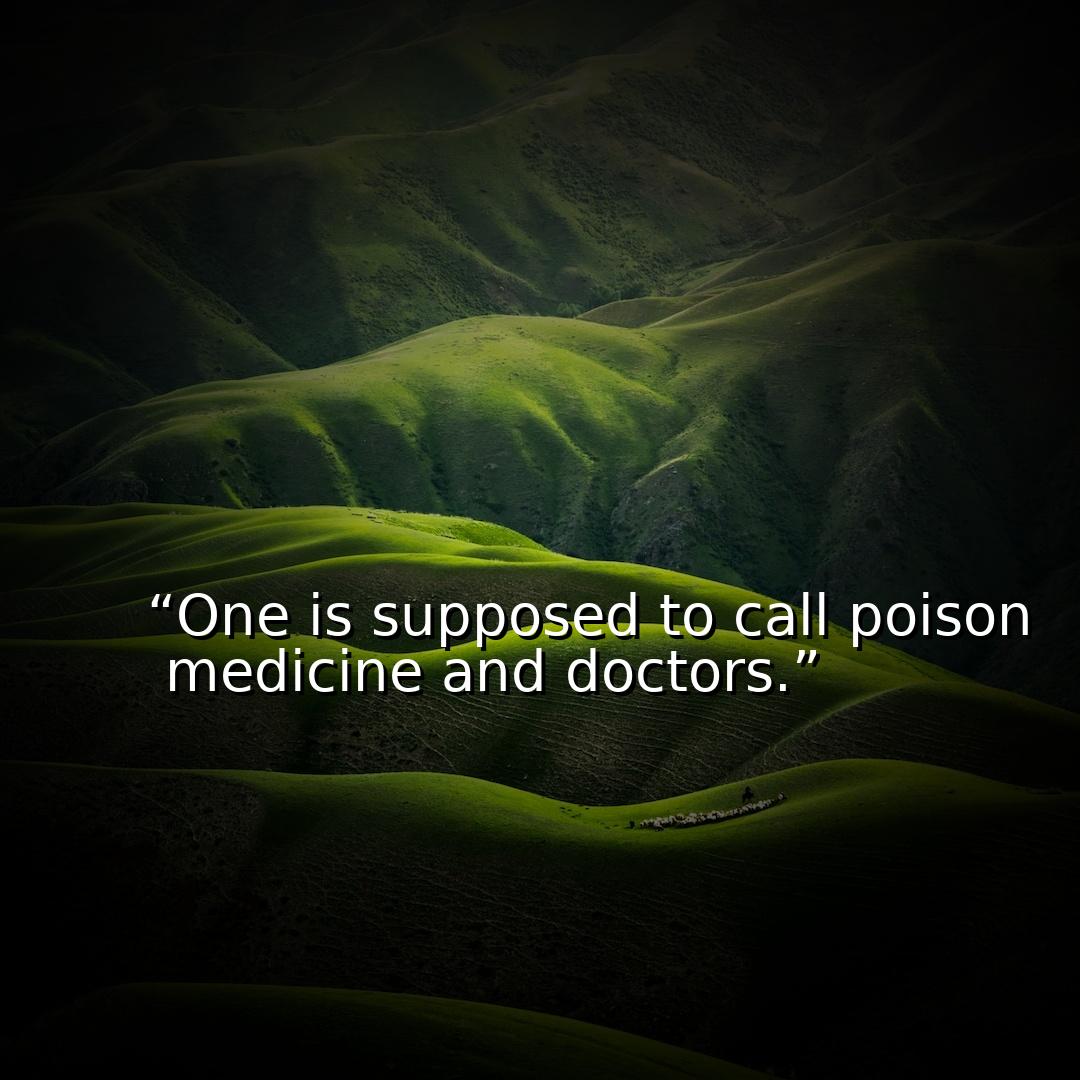 “One is supposed to call poison
medicine and doctors.”